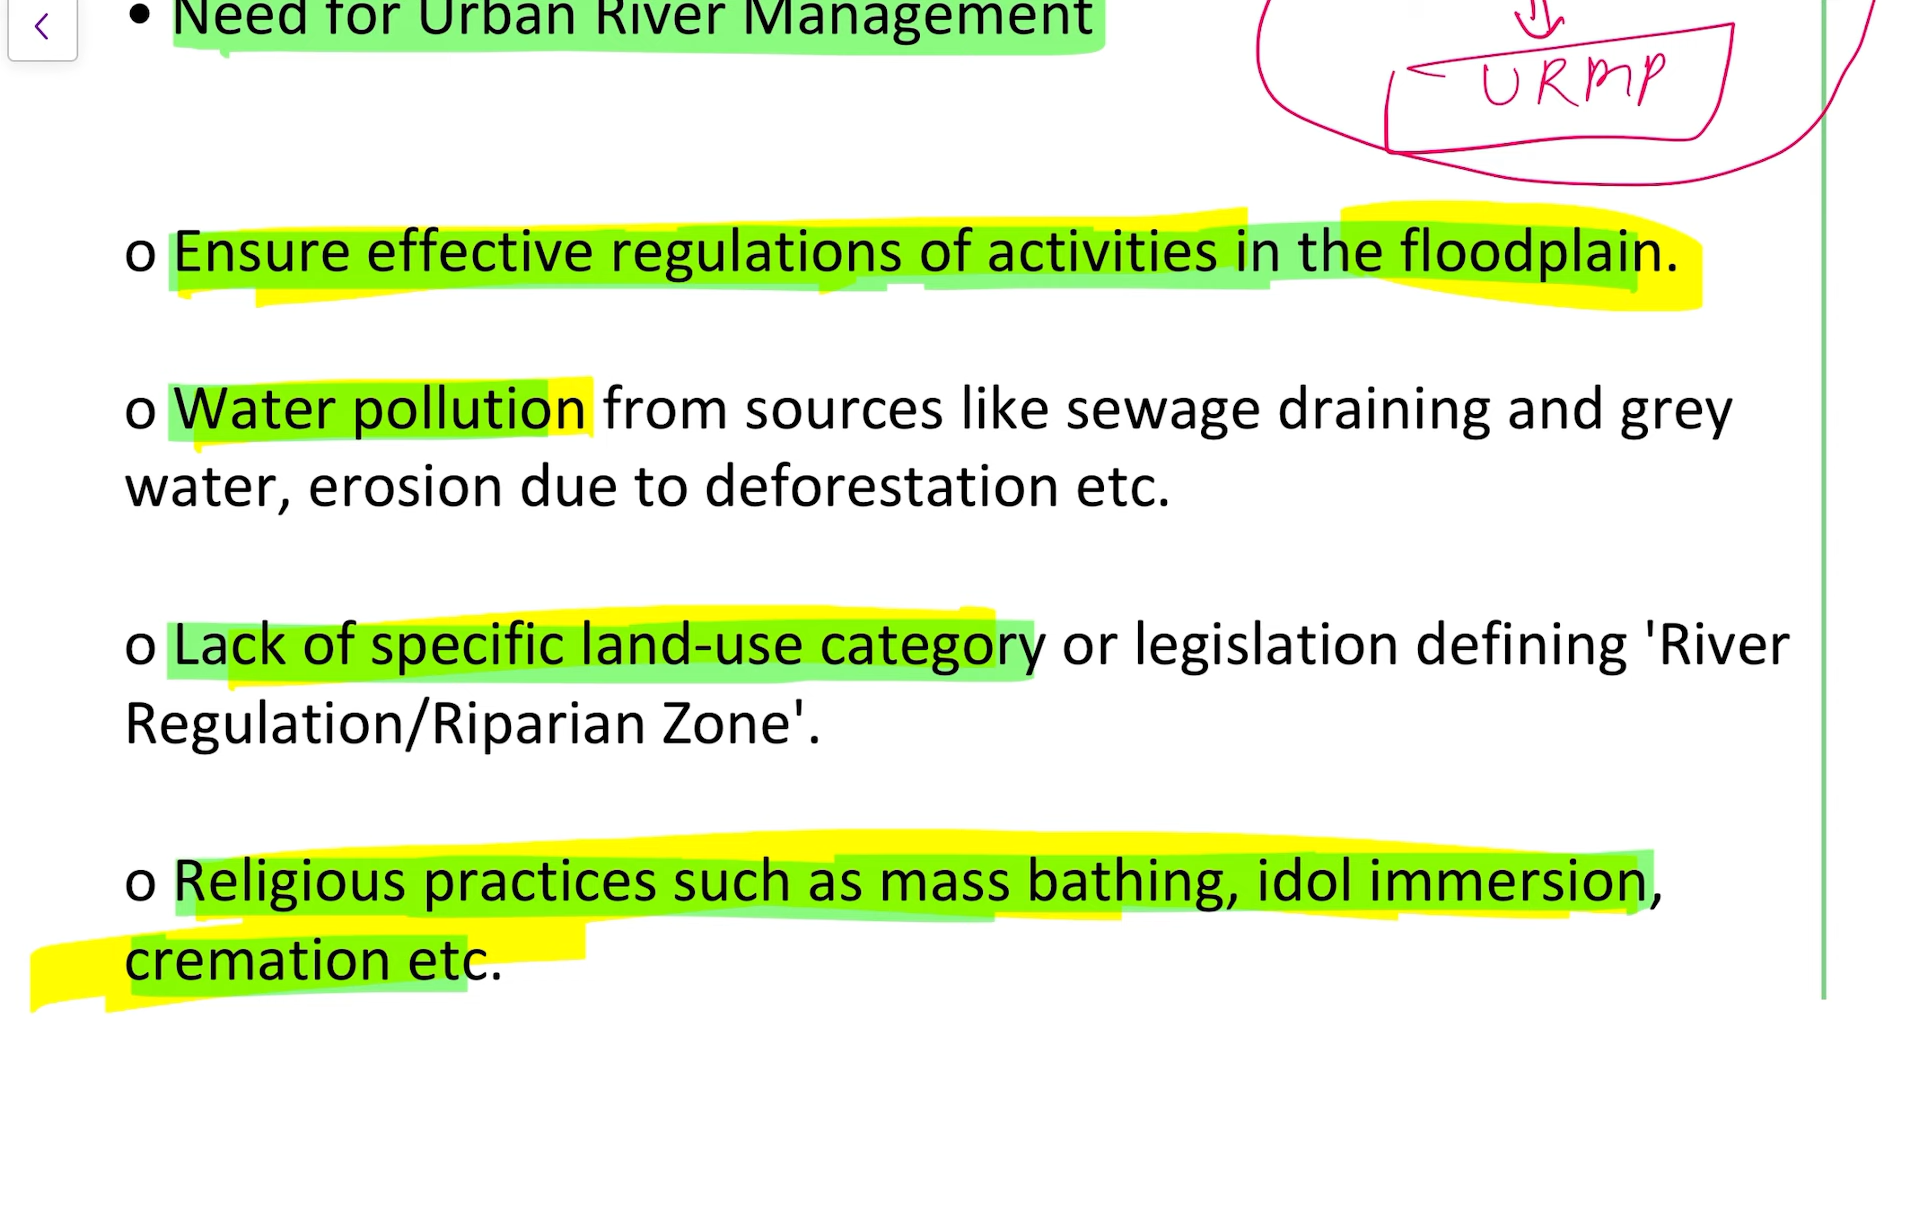 • Need for Urban River Management
URMP
o Ensure effective regulations of activities in the floodplain.
o Water pollution from sources like sewage draining and grey
water, erosion due to deforestation etc.
o Lack of specific land-use category or legislation defining 'River
Regulation/Riparian Zone'.
o Religious practices such as mass bathing, idol immersion,
cremation etc.